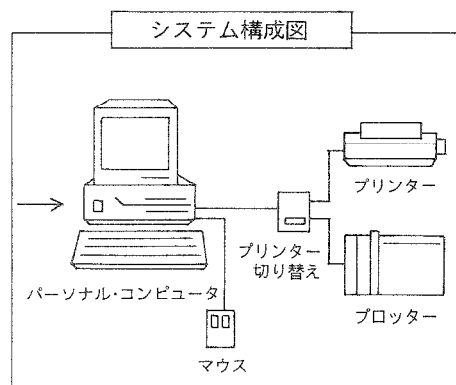 システム構成図
プリンター
プリンター
切り替え
パーソナル・コンピュータ
プロッター
マウス